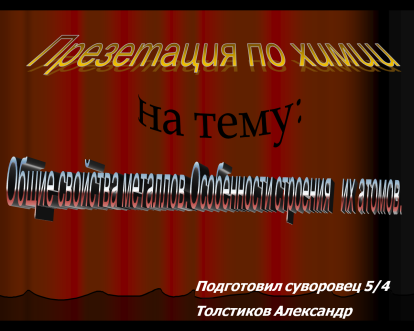 Презетация по химии
на тему:
Общие свойства металлов.Особенности строения их атомов.
Подготовил суворовец 5/4
Толстиков Александр